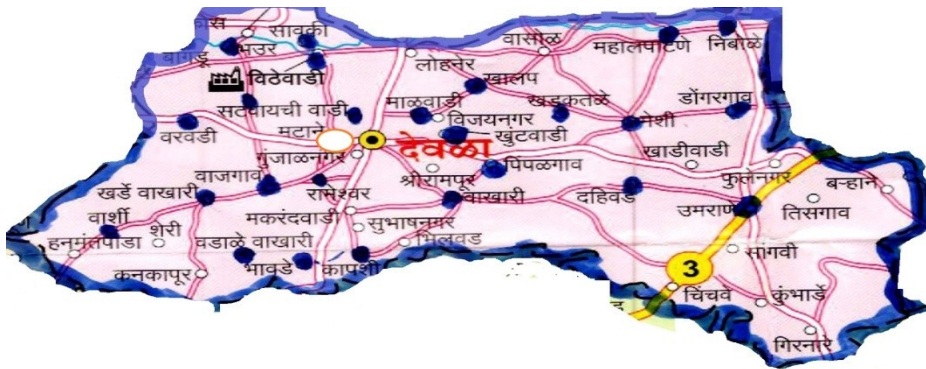 सावकी
भउर
वासोळ
महालपाटणे
निंबोळे
लोहनेर
विठेवाडी
खालप
सटवायची वाडी
माळवाडी
खडकतळे
डोंगरगाव
विजयनगर
मेशी
वरवडी
मटाने
खुंटवाडी
देवळा
गुंजाळनगर
खाडीवाडी
पिंपळगाव
श्रीरामपूर
फुलेनगर
वाजगाव
खर्डे वाखारी
रामेश्वर
वाखारी
दहिवड
बऱ्हाने
वार्शी
मकरंदवाडी
उमराणे
तिसगाव
शेरी
सुभाषनगर
हनुमंतपाडा
वडाळे वाखारी
भिलवड
सांगवी
कनकापूर
भावडे
कापशी
3
चिंचवे
कुंभार्डे
गिरनारे